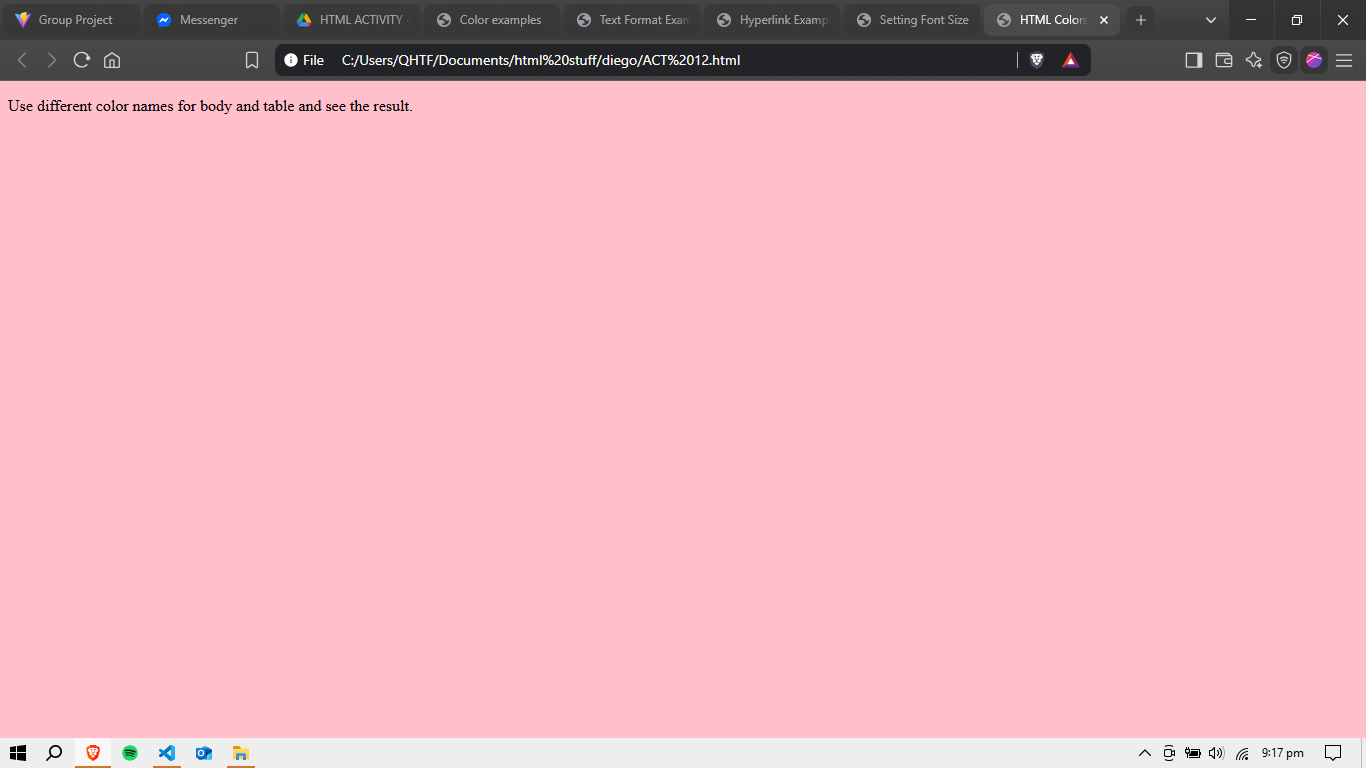 Group Project
Messenger
HTML ACTIVITY -
Color examples
Text Format Exam
Hyperlink Examp
Setting Font Size
HTML Colors
File
C:/Users/QHTF/Documents/html%20stuff/diego/ACT%2012.html
Use different color names for body and table and see the result.
9:17 pm